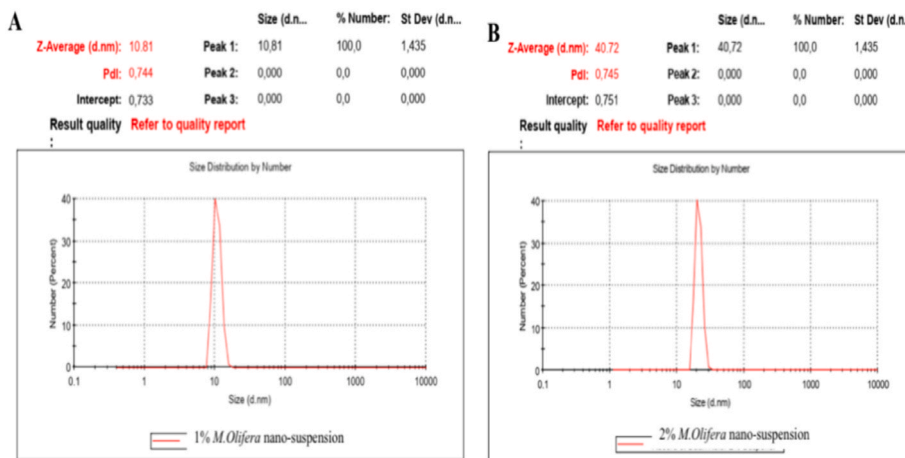 A
Size (d.n... % Number: St Dev (d.n...
Z-Average (d.nm): 10.81 Peak 1: 10,81 100,0 1,435
PdI: 0,744 Peak 2: 0,000 0,0 0,000
Intercept: 0,733 Peak 3: 0,000 0,0 0,000
Result quality Refer to quality report
:
Size Distribution by Number
Number (Percent)
40
30
20
10
0
0.1 1 10 100 1000 10000
Size (d.nm)
1% M.Olifera nano-suspension
B
Size (d.n... % Number: St Dev (d.n...
Z-Average (d.nm): 40.72 Peak 1: 40,72 100,0 1,435
PdI: 0,745 Peak 2: 0,000 0,0 0,000
Intercept: 0,751 Peak 3: 0,000 0,0 0,000
Result quality Refer to quality report
:
Size Distribution by Number
Number (Percent)
40
30
20
10
0
0.1 1 10 100 1000 10000
Size (d.nm)
2% M.Olifera nano-suspension